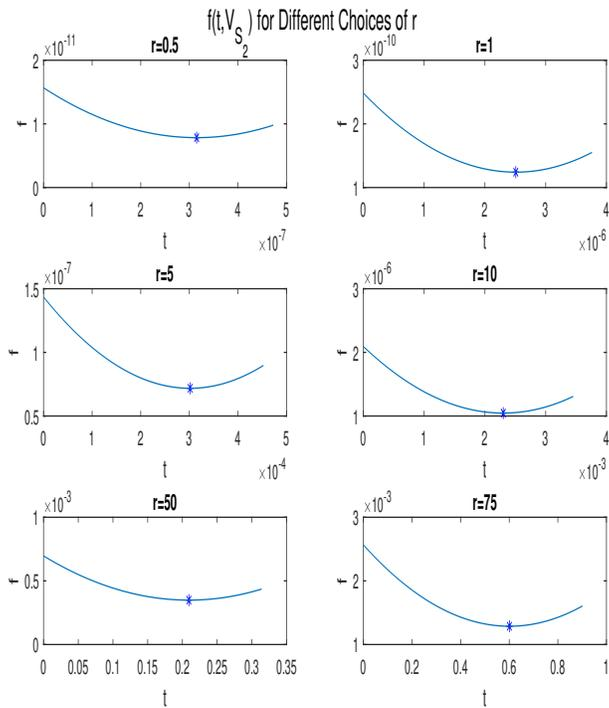 f(t,V_S_2) for Different Choices of r
×10^-11
r=0.5
2
1
0
f
0 1 2 3 4 5
t
×10^-7
×10^-10
r=1
3
2
1
f
0 1 2 3 4
t
×10^-6
×10^-7
r=5
1.5
1
0.5
f
0 1 2 3 4 5
t
×10^-4
×10^-6
r=10
3
2
1
f
0 1 2 3 4
t
×10^-3
×10^-3
r=50
1
0.5
0
f
0 0.05 0.1 0.15 0.2 0.25 0.3 0.35
t
×10^-3
r=75
3
2
1
f
0 0.2 0.4 0.6 0.8 1
t